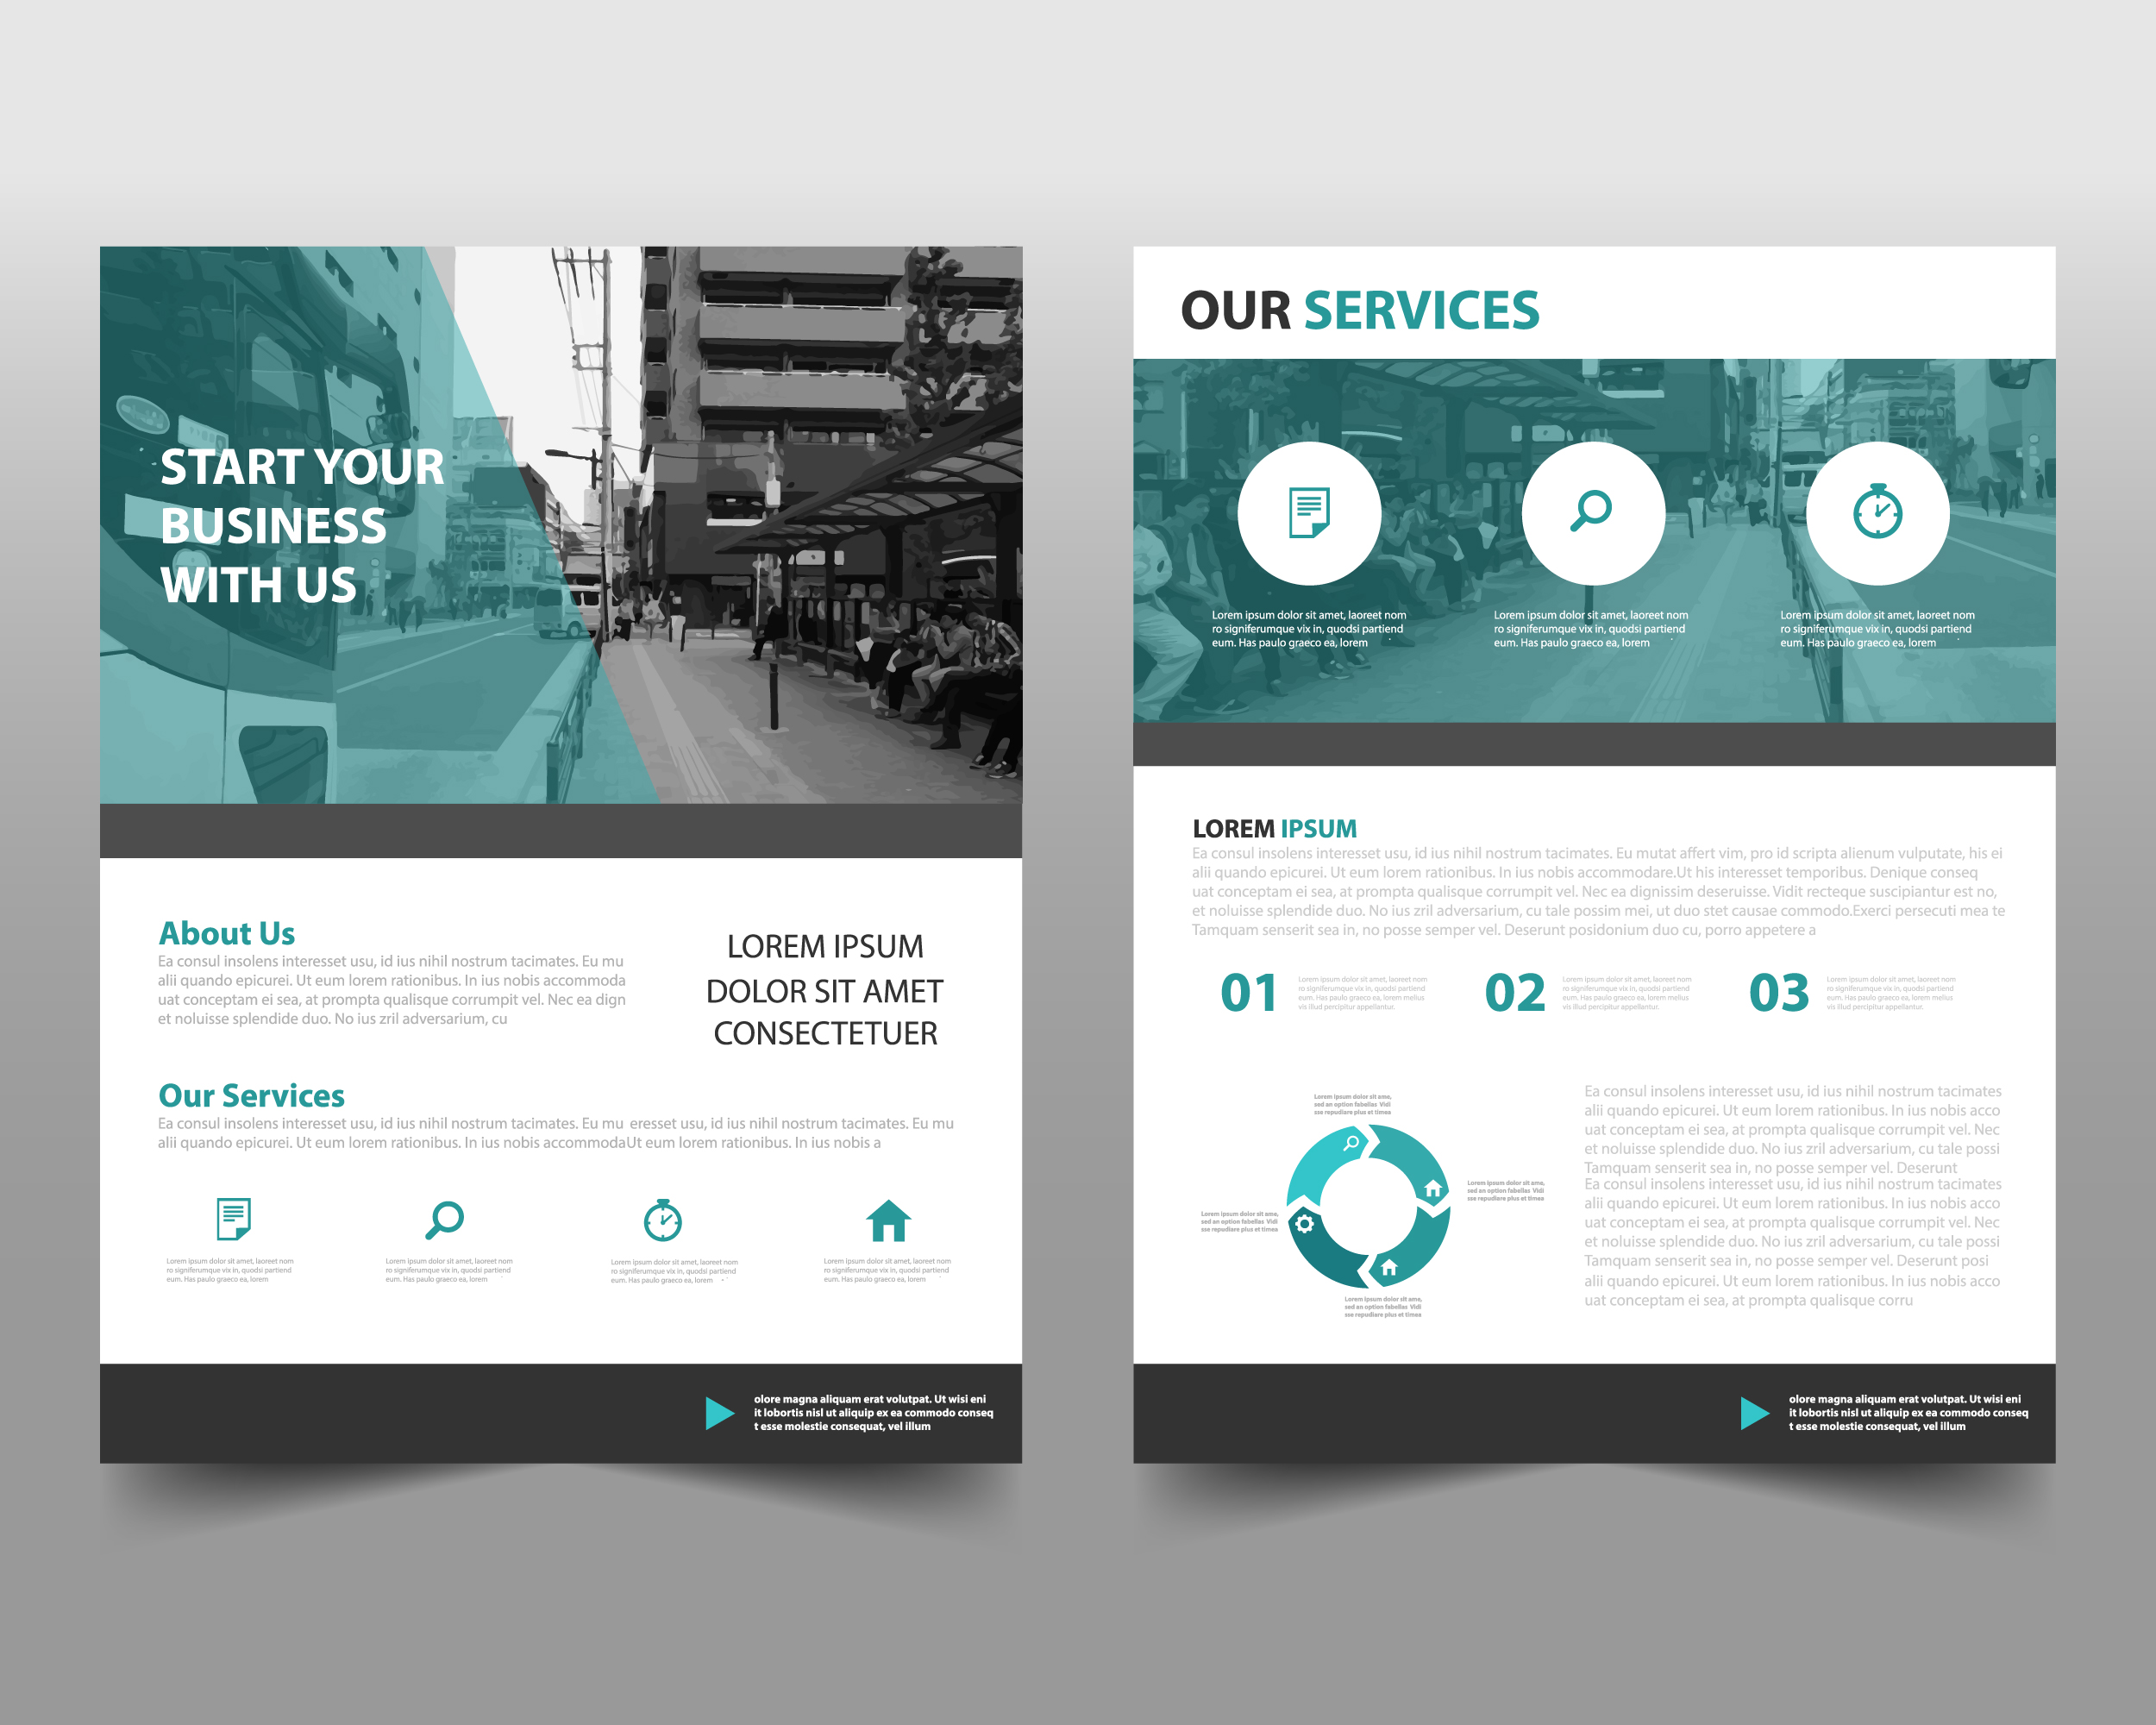 START YOUR
BUSINESS
WITH US
About Us
Ea consul insolens interesset usu, id ius nihil nostrum tacimates. Eu mu
alii quando epicurei. Ut eum lorem rationibus. In ius nobis accommoda
uat conceptam ei sea, at prompta qualisque corrumpit vel. Nec ea dign
et noluisse splendide duo. No ius zril adversarium, cu
LOREM IPSUM
DOLOR SIT AMET
CONSECTETUER
Our Services
Ea consul insolens interesset usu, id ius nihil nostrum tacimates. Eu mu eresset usu, id ius nihil nostrum tacimates. Eu mu
alii quando epicurei. Ut eum lorem rationibus. In ius nobis accommodaUt eum lorem rationibus. In ius nobis a
Lorem ipsum dolor sit amet, laoreet nom
ro signiferumque vix in, quodsi partiend
eum. Has paulo graeco ea, lorem
Lorem ipsum dolor sit amet, laoreet nom
ro signiferumque vix in, quodsi partiend
eum. Has paulo graeco ea, lorem
Lorem ipsum dolor sit amet, laoreet nom
ro signiferumque vix in, quodsi partiend
eum. Has paulo graeco ea, lorem
Lorem ipsum dolor sit amet, laoreet nom
ro signiferumque vix in, quodsi partiend
eum. Has paulo graeco ea, lorem
olore magna aliquam erat volutpat. Ut wisi eni
it lobortis nisl ut aliquip ex ea commodo conseq
t esse molestie consequat, vel illum
OUR SERVICES
Lorem ipsum dolor sit amet, laoreet nom
ro signiferumque vix in, quodsi partiend
eum. Has paulo graeco ea, lorem
Lorem ipsum dolor sit amet, laoreet nom
ro signiferumque vix in, quodsi partiend
eum. Has paulo graeco ea, lorem
Lorem ipsum dolor sit amet, laoreet nom
ro signiferumque vix in, quodsi partiend
eum. Has paulo graeco ea, lorem
LOREM IPSUM
Ea consul insolens interesset usu, id ius nihil nostrum tacimates. Eu mutat affert vim, pro id scripta alienum vulputate, his ei
alii quando epicurei. Ut eum lorem rationibus. In ius nobis accommodare.Ut his interesset temporibus. Denique conseq
uat conceptam ei sea, at prompta qualisque corrumpit vel. Nec ea dignissim deseruisse. Vidit recteque suscipiantur est no,
et noluisse splendide duo. No ius zril adversarium, cu tale possim mei, ut duo stet causae commodo.Exerci persecuti mea te
Tamquam senserit sea in, no posse semper vel. Deserunt posidonium duo cu, porro appetere a
01
Lorem ipsum dolor sit amet, laoreet nom
ro signiferumque vix in, quodsi partiend
eum. Has paulo graeco ea, lorem melius
vis illud percipitur appellantur.
02
Lorem ipsum dolor sit amet, laoreet nom
ro signiferumque vix in, quodsi partiend
eum. Has paulo graeco ea, lorem melius
vis illud percipitur appellantur.
03
Lorem ipsum dolor sit amet, laoreet nom
ro signiferumque vix in, quodsi partiend
eum. Has paulo graeco ea, lorem melius
vis illud percipitur appellantur.
Lorem ipsum dolor sit ame,
sed an option fabellas Vidi
sse repudiare pius et timea
Lorem ipsum dolor sit ame,
sed an option fabellas Vidi
sse repudiare pius et timea
Lorem ipsum dolor sit ame,
sed an option fabellas Vidi
sse repudiare pius et timea
Lorem ipsum dolor sit ame,
sed an option fabellas Vidi
sse repudiare pius et timea
Ea consul insolens interesset usu, id ius nihil nostrum tacimates
alii quando epicurei. Ut eum lorem rationibus. In ius nobis acco
uat conceptam ei sea, at prompta qualisque corrumpit vel. Nec
et noluisse splendide duo. No ius zril adversarium, cu tale possi
Tamquam senserit sea in, no posse semper vel. Deserunt
Ea consul insolens interesset usu, id ius nihil nostrum tacimates
alii quando epicurei. Ut eum lorem rationibus. In ius nobis acco
uat conceptam ei sea, at prompta qualisque corrumpit vel. Nec
et noluisse splendide duo. No ius zril adversarium, cu tale possi
Tamquam senserit sea in, no posse semper vel. Deserunt posi
alii quando epicurei. Ut eum lorem rationibus. In ius nobis acco
uat conceptam ei sea, at prompta qualisque corru
olore magna aliquam erat volutpat. Ut wisi eni
it lobortis nisl ut aliquip ex ea commodo conseq
t esse molestie consequat, vel illum